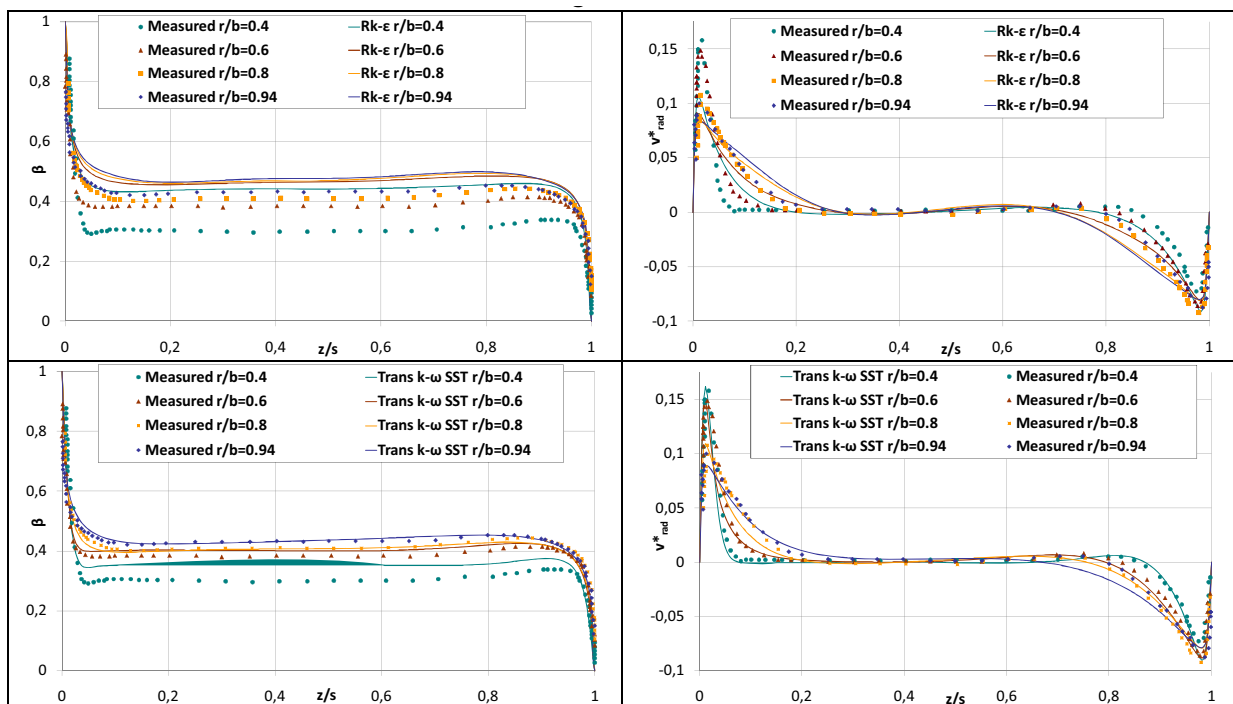 Measured r/b=0.4 Rk-ε r/b=0.4
Measured r/b=0.6 Rk-ε r/b=0.6
Measured r/b=0.8 Rk-ε r/b=0.8
Measured r/b=0.94 Rk-ε r/b=0.94
1
0,8
0,6
0,4
0,2
0
β
0 0,2 0,4 0,6 0,8 1
z/s
Measured r/b=0.4 Rk-ε r/b=0.4
Measured r/b=0.6 Rk-ε r/b=0.6
Measured r/b=0.8 Rk-ε r/b=0.8
Measured r/b=0.94 Rk-ε r/b=0.94
0,15
0,1
0,05
0
-0,05
-0,1
v*rad
0 0,2 0,4 0,6 0,8 1
z/s
Measured r/b=0.4 Trans k-ω SST r/b=0.4
Measured r/b=0.6 Trans k-ω SST r/b=0.6
Measured r/b=0.8 Trans k-ω SST r/b=0.8
Measured r/b=0.94 Trans k-ω SST r/b=0.94
1
0,8
0,6
0,4
0,2
0
β
0 0,2 0,4 0,6 0,8 1
z/s
Trans k-ω SST r/b=0.4 Measured r/b=0.4
Trans k-ω SST r/b=0.6 Measured r/b=0.6
Trans k-ω SST r/b=0.8 Measured r/b=0.8
Trans k-ω SST r/b=0.94 Measured r/b=0.94
0,15
0,1
0,05
0
-0,05
-0,1
v*rad
0 0,2 0,4 0,6 0,8 1
z/s